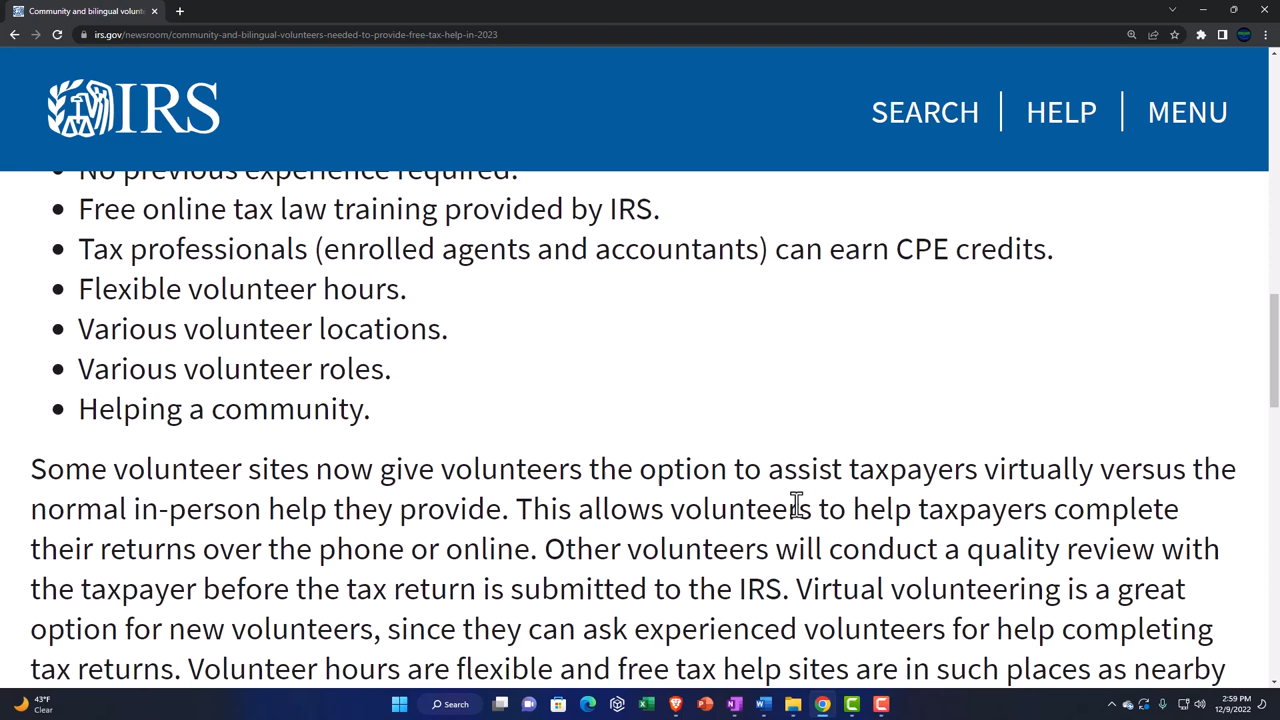 Community and bilingual volunt
irs.gov/newsroom/community-and-bilingual-volunteers-needed-to-provide-free-tax-help-in-2023
IRS
SEARCH
HELP
MENU
No previous experience required.
Free online tax law training provided by IRS.
Tax professionals (enrolled agents and accountants) can earn CPE credits.
Flexible volunteer hours.
Various volunteer locations.
Various volunteer roles.
Helping a community.
Some volunteer sites now give volunteers the option to assist taxpayers virtually versus the
normal in-person help they provide. This allows volunteers to help taxpayers complete
their returns over the phone or online. Other volunteers will conduct a quality review with
the taxpayer before the tax return is submitted to the IRS. Virtual volunteering is a great
option for new volunteers, since they can ask experienced volunteers for help completing
tax returns. Volunteer hours are flexible and free tax help sites are in such places as nearby
43°F
Clear
Search
2:59 PM
12/9/2022